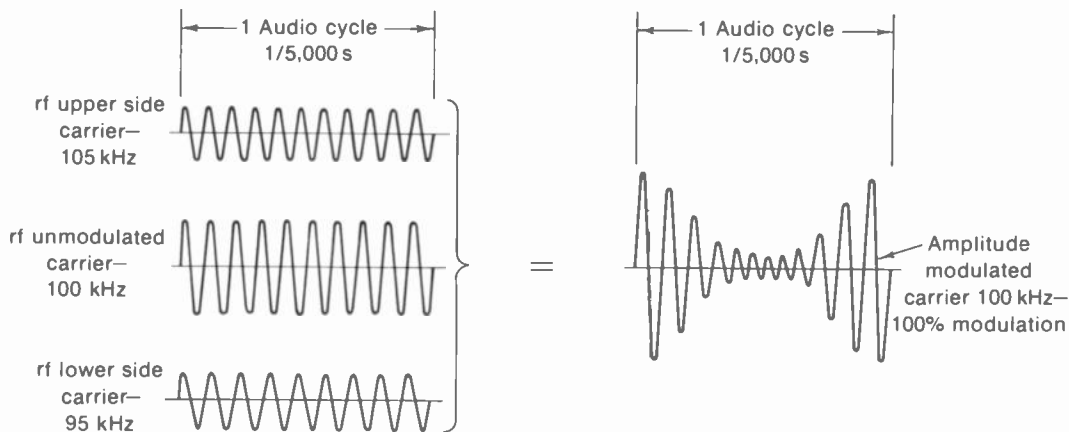 1 Audio cycle
1/5,000 s
rf upper side
carrier–
105 kHz
rf unmodulated
carrier–
100 kHz
rf lower side
carrier–
95 kHz
=
1 Audio cycle
1/5,000 s
Amplitude
modulated
carrier 100 kHz–
100% modulation